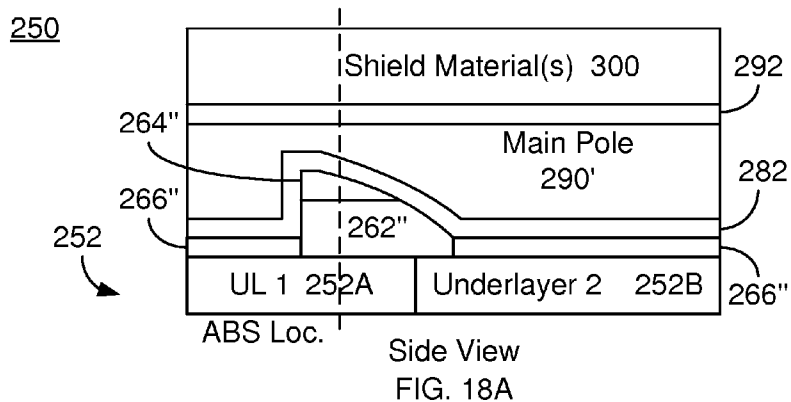 250
Shield Material(s) 300
292
264"
Main Pole
290'
266"
262"
282
252
266"
UL 1 252A
Underlayer 2 252B
ABS Loc.
Side View
FIG. 18A